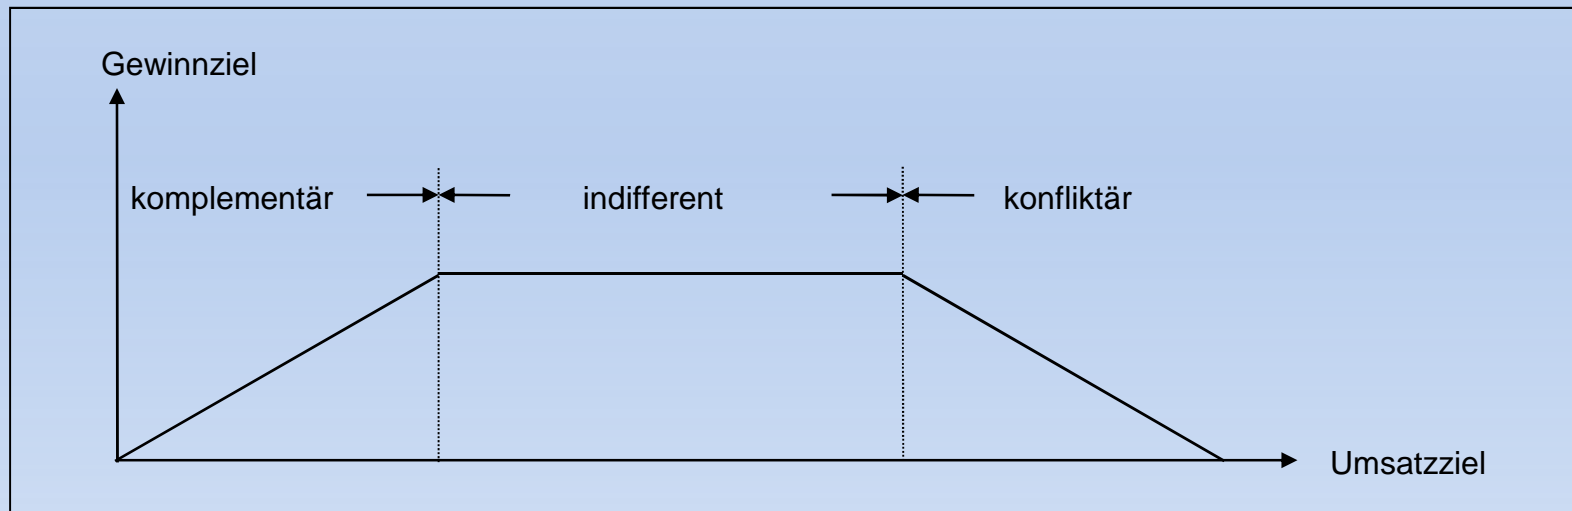 Gewinnziel
komplementär
indifferent
konfliktär
Umsatzziel